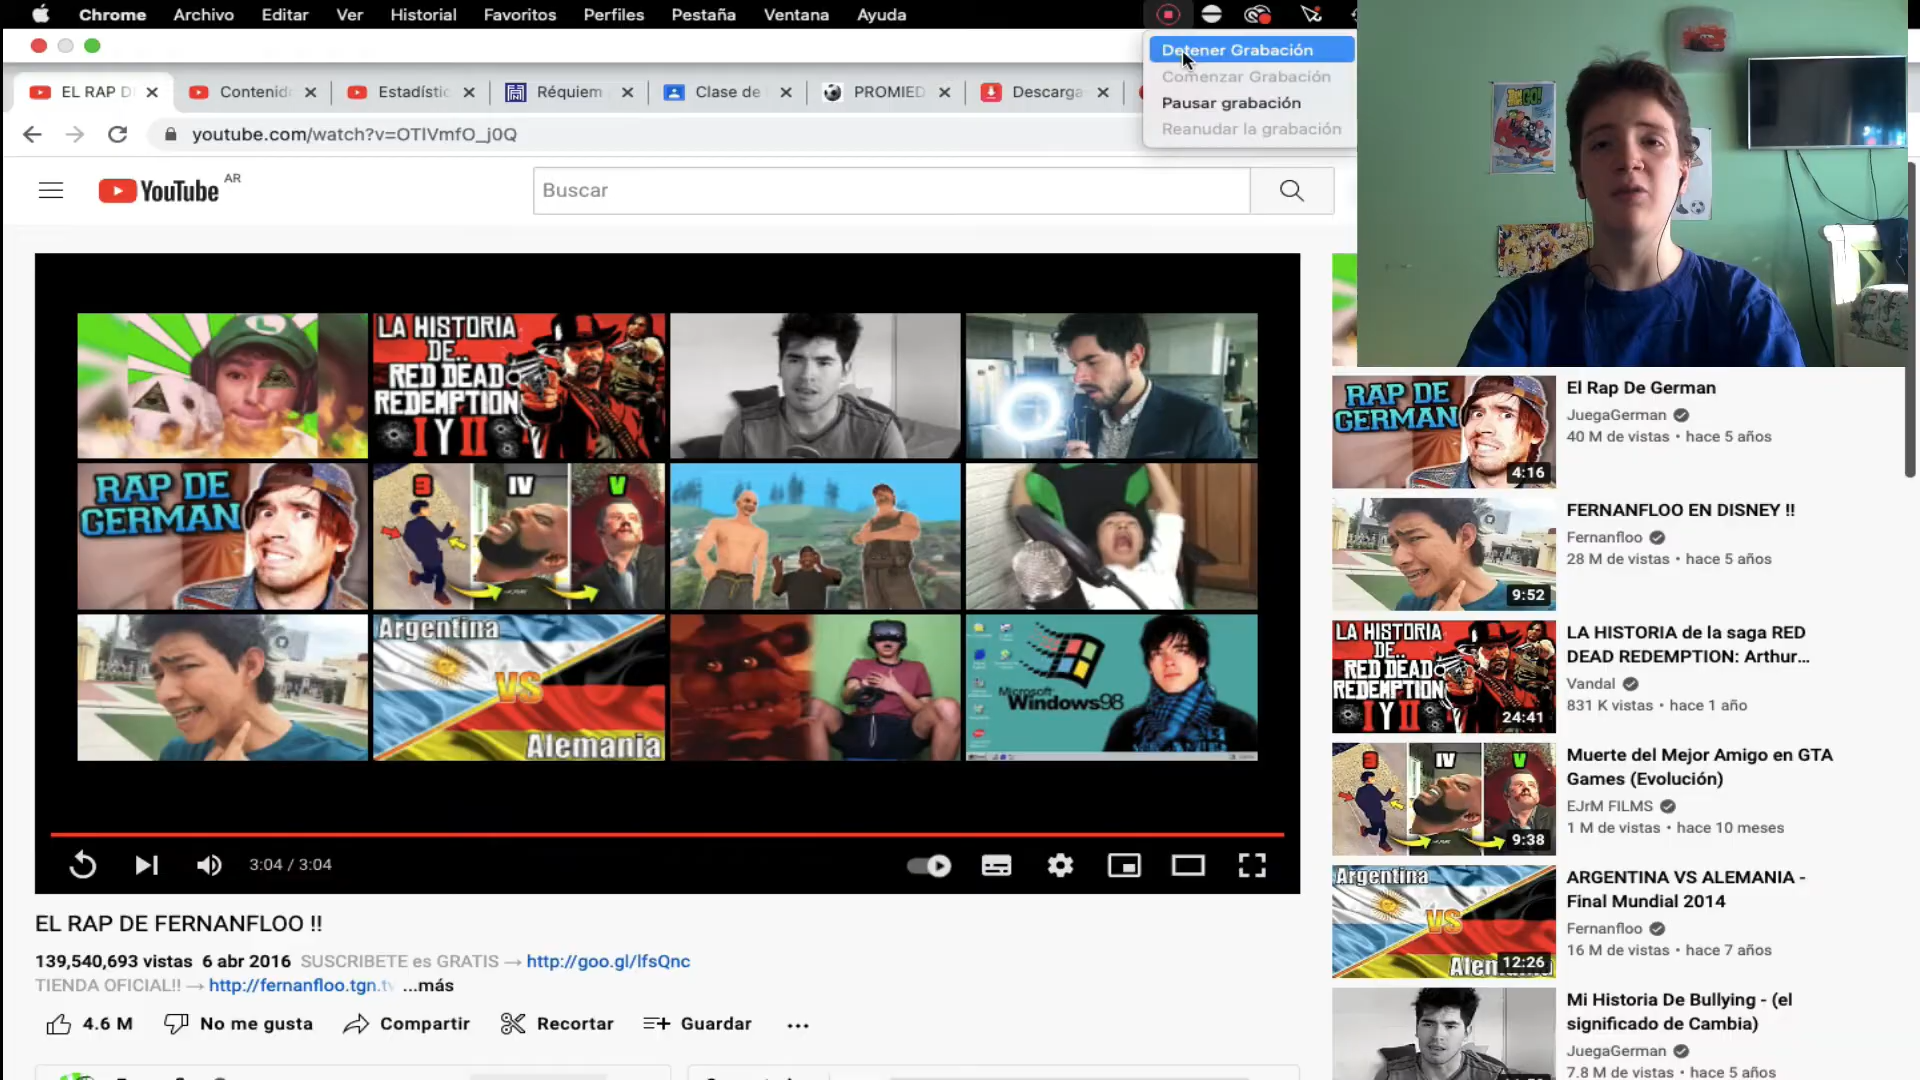 Chrome Archivo Editar Ver Historial Favoritos Perfiles Pestaña Ventana Ayuda
Detener Grabación
Comenzar Grabación
Pausar grabación
Reanudar la grabación
EL RAP D
Contenid
Estadístic
Réquiem
Clase de
PROMIED
Descarga
youtube.com/watch?v=OTIVmfO_j0Q
YouTube AR
Buscar
LA HISTORIA
DE..
RED DEAD
REDEMPTION
I Y II
RAP DE
GERMAN
3 IV V
Argentina
VS
Alemania
Microsoft
Windows98
3:04 / 3:04
EL RAP DE FERNANFLOO !!
139,540,693 vistas 6 abr 2016 SUSCRIBETE es GRATIS → http://goo.gl/lfsQnc
TIENDA OFICIAL!! → http://fernanfloo.tgn.t ...más
4.6 M No me gusta Compartir Recortar Guardar
RAP DE
GERMAN
4:16
El Rap De German
JuegaGerman
40 M de vistas • hace 5 años
9:52
FERNANFLOO EN DISNEY !!
Fernanfloo
28 M de vistas • hace 5 años
LA HISTORIA
DE..
RED DEAD
REDEMPTION
I Y II
24:41
LA HISTORIA de la saga RED
DEAD REDEMPTION: Arthur...
Vandal
831 K vistas • hace 1 año
3 IV V
9:38
Muerte del Mejor Amigo en GTA
Games (Evolución)
EJrM FILMS
1 M de vistas • hace 10 meses
Argentina
VS
Alem
12:26
ARGENTINA VS ALEMANIA -
Final Mundial 2014
Fernanfloo
16 M de vistas • hace 7 años
Mi Historia De Bullying - (el
significado de Cambia)
JuegaGerman
7.8 M de vistas • hace 5 años